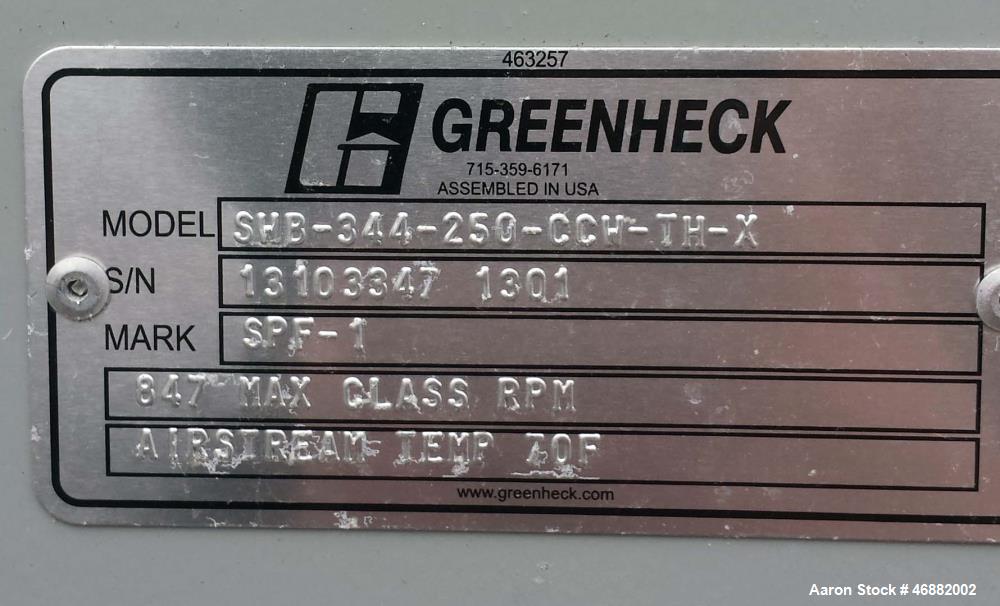 463257
GREENHECK
715-359-6171
ASSEMBLED IN USA
MODEL SWB-344-250-CCW-TH-X
S/N 13103347 13Q1
MARK SPF-1
847 MAX CLASS RPM
AIRSTREAM TEMP 70F
www.greenheck.com
Aaron Stock # 46882002